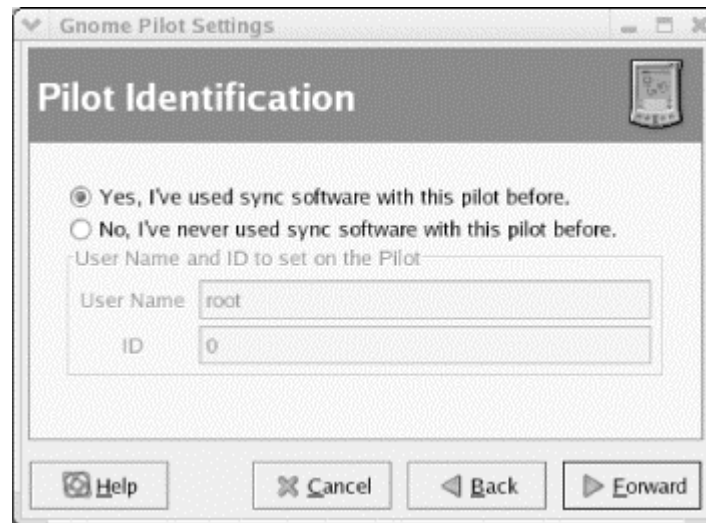 Gnome Pilot Settings
Pilot Identification
Yes, I've used sync software with this pilot before.
No, I've never used sync software with this pilot before.
User Name and ID to set on the Pilot
User Name root
ID 0
Help Cancel Back Forward